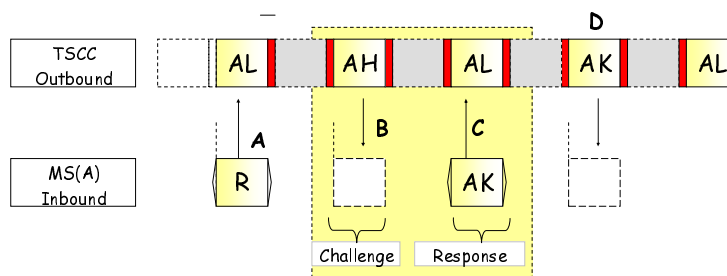 D
TSCC
Outbound
AL
AH
AL
AK
AL
A
B
C
MS(A)
Inbound
R
AK
Challenge
Response